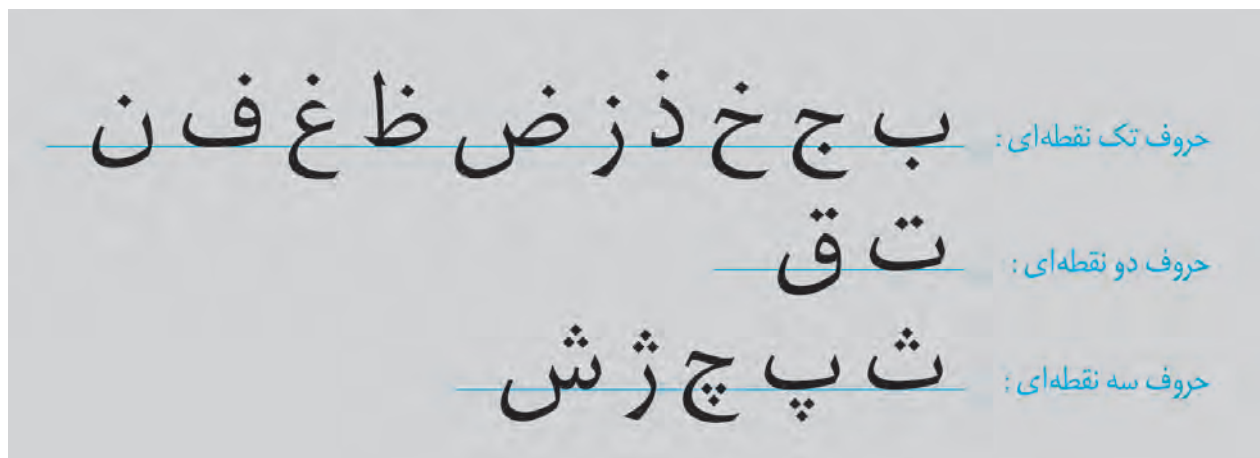 حروف تک نقطه‌ای : ب ج خ ذ ز ض ظ غ ف ن
حروف دو نقطه‌ای : ت ق
حروف سه نقطه‌ای : ث پ چ ژ ش